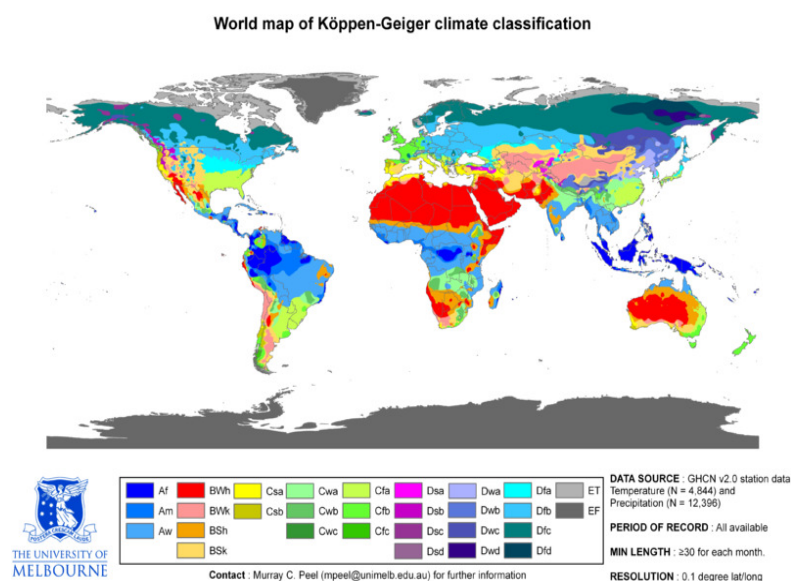 World map of Köppen-Geiger climate classification
Af BWh Csa Cwa Cfa Dsa Dwa Dfa ET
Am BWk Csb Cwb Cfb Dsb Dwb Dfb EF
Aw BSh Cwc Cfc Dsc Dwc Dfc
BSk Dsd Dwd Dfd
THE UNIVERSITY OF
MELBOURNE
Contact : Murray C. Peel (mpeel@unimelb.edu.au) for further information
DATA SOURCE : GHCN v2.0 station data
Temperature (N = 4,844) and
Precipitation (N = 12,396)
PERIOD OF RECORD : All available
MIN LENGTH : ≥30 for each month.
RESOLUTION : 0.1 degree lat/long